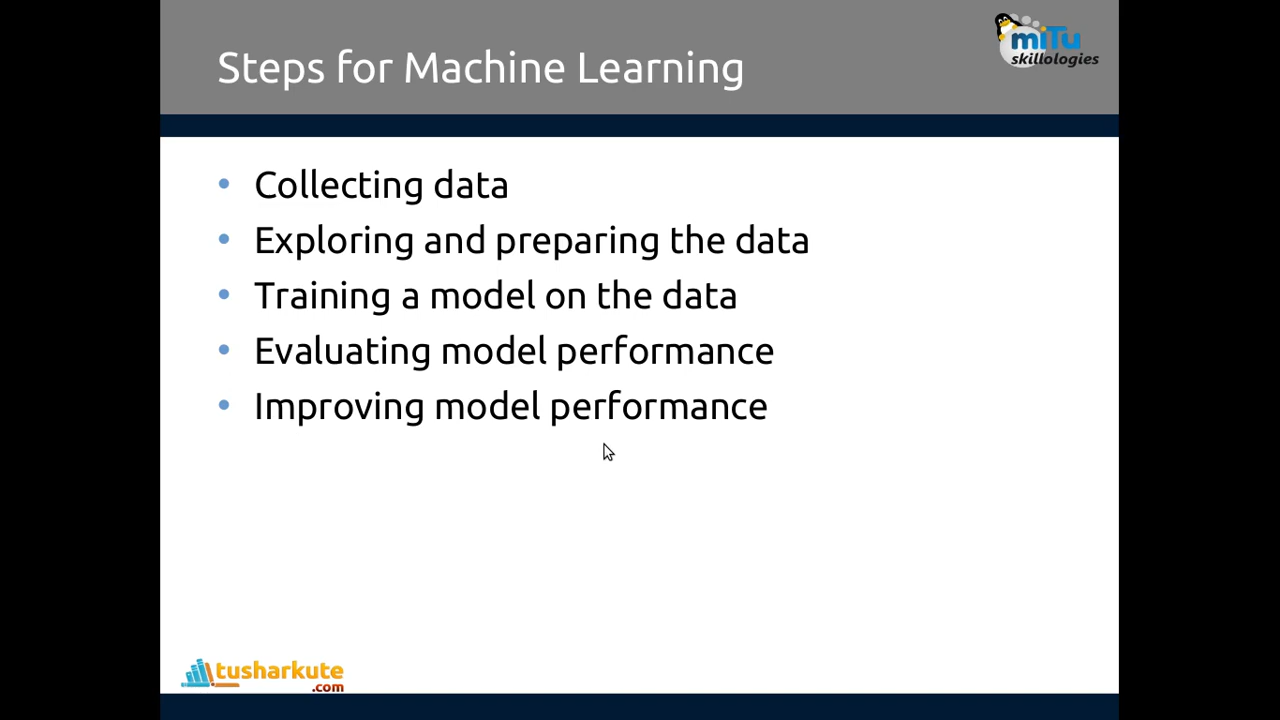 Steps for Machine Learning
miTu
skillologies
• Collecting data
• Exploring and preparing the data
• Training a model on the data
• Evaluating model performance
• Improving model performance
tusharkute
.com